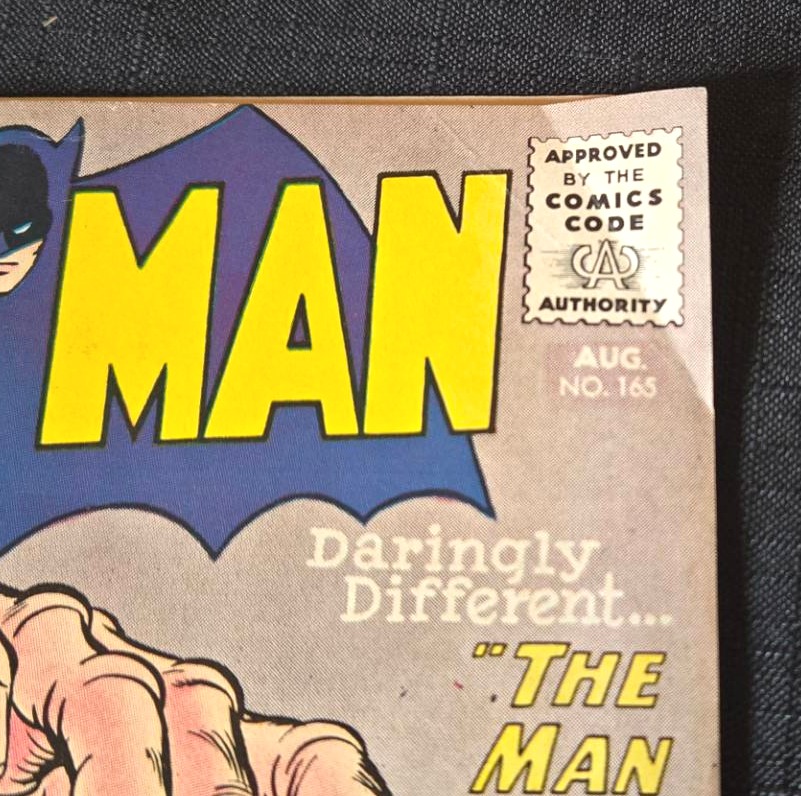 MAN
APPROVED
BY THE
COMICS
CODE
CA
AUTHORITY
AUG.
NO. 165
Daringly
Different...
"THE
MAN